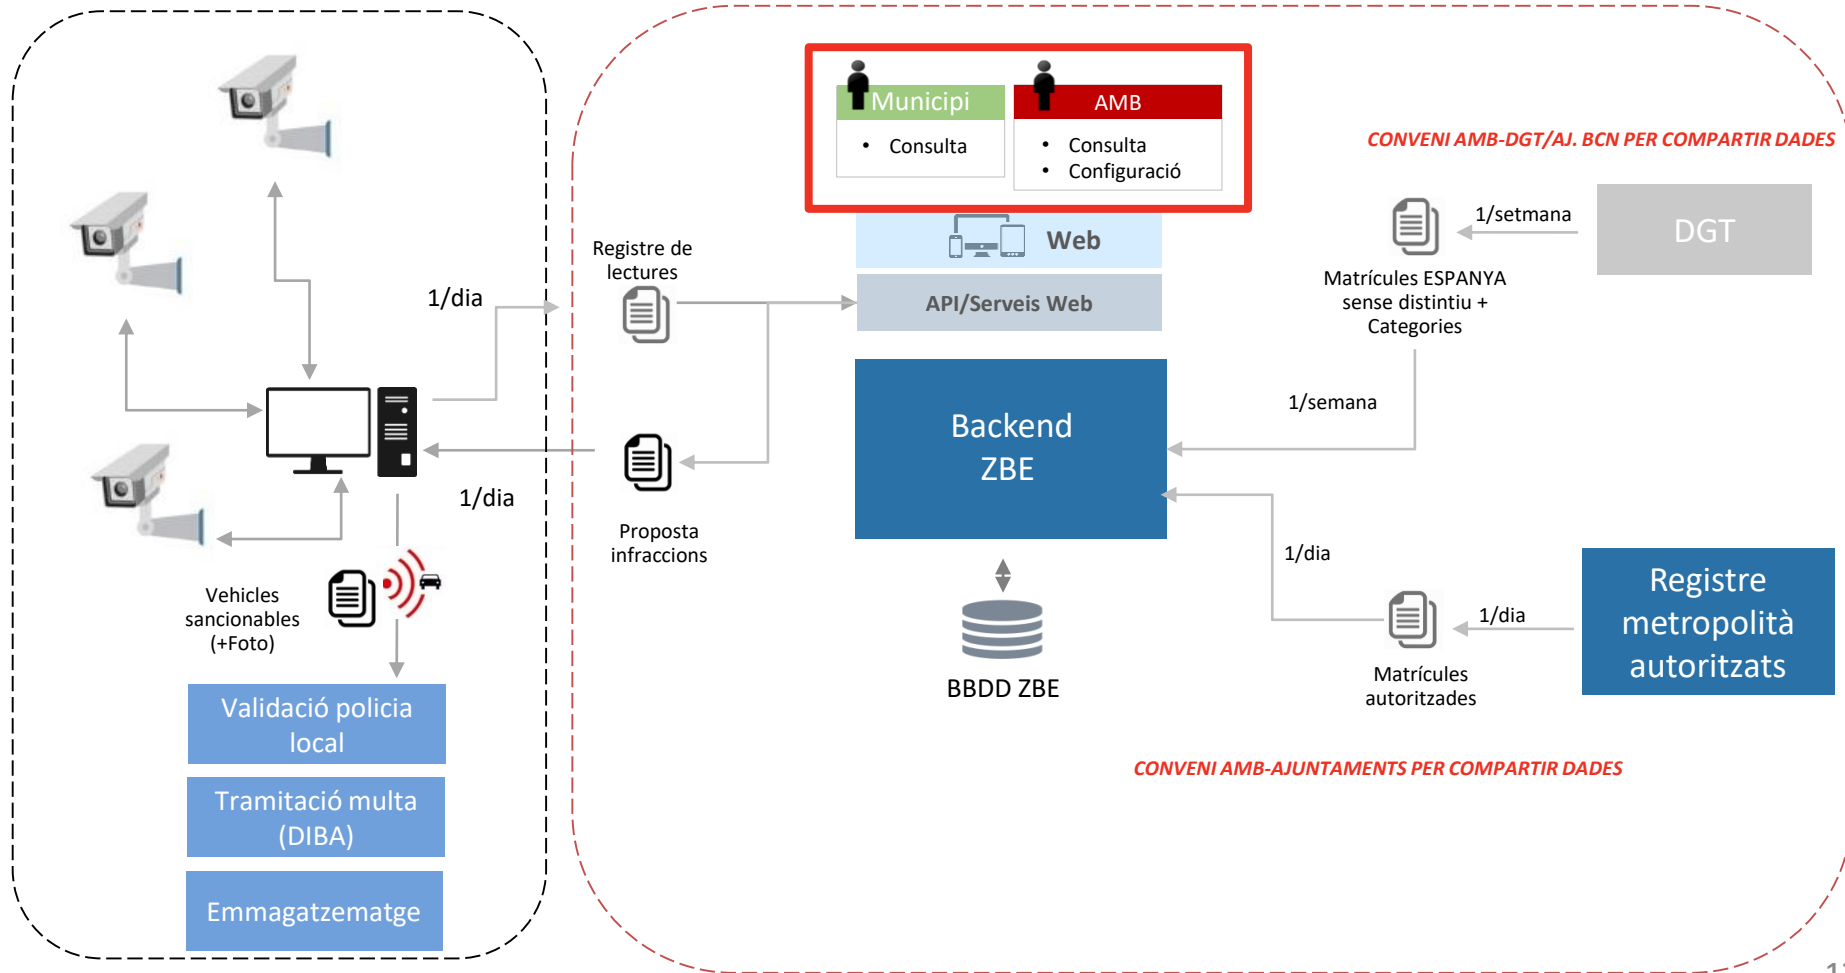 Municipi
• Consulta
AMB
• Consulta
• Configuració
CONVENI AMB-DGT/AJ. BCN PER COMPARTIR DADES
Web
API/Serveis Web
Registre de
lectures
1/dia
1/setmana
DGT
Matrícules ESPANYA
sense distintiu +
Categories
1/semana
Backend
ZBE
1/dia
Proposta
infraccions
1/dia
Vehicles
sancionables
(+Foto)
BBDD ZBE
1/dia
Matrícules
autoritzades
Registre
metropolità
autoritzats
Validació policia
local
Tramitació multa
(DIBA)
Emmagatzematge
CONVENI AMB-AJUNTAMENTS PER COMPARTIR DADES